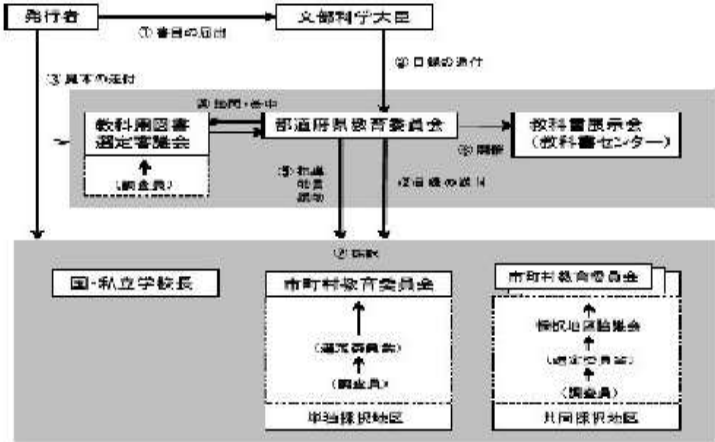 発行者
文部科学大臣
①書目の届出
②目録の送付
③見本の送付
④諮問・答申
教科用図書
選定審議会
都道府県教育委員会
教科書展示会
(教科書センター)
⑥開催
(調査員)
⑤指導
助言
援助
②目録の送付
⑦採択
国・私立学校長
市町村教育委員会
市町村教育委員会
採択地区協議会
(選定委員会)
(選定委員会)
(調査員)
(調査員)
単独採択地区
共同採択地区